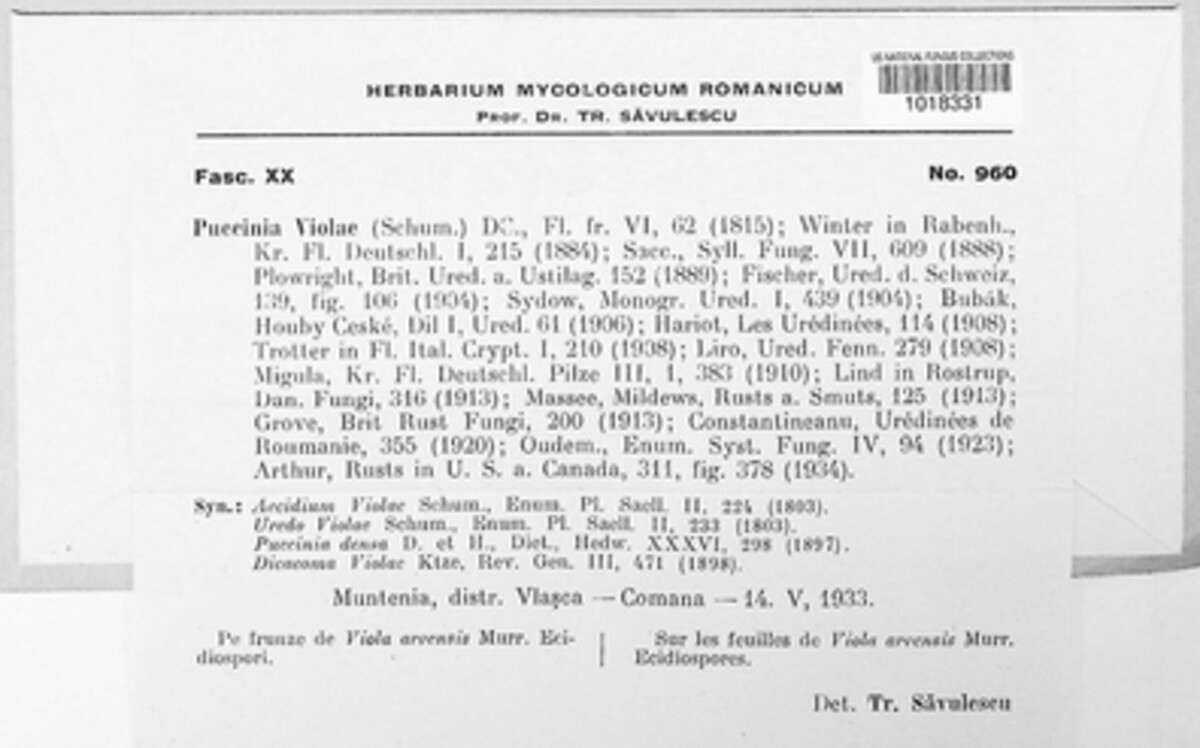 US NATIONAL FUNGUS COLLECTIONS
1018331
HERBARIUM MYCOLOGICUM ROMANICUM
PROF. DR. TR. SĂVULESCU
Fasc. XX
No. 960
Puccinia Violae (Schum.) DC., Fl. fr. VI, 62 (1815); Winter in Rabenh.,
Kr. Fl. Deutschl. I, 215 (1884); Sacc., Syll. Fung. VII, 609 (1888);
Plowright, Brit. Ured. a. Ustilag. 152 (1889); Fischer, Ured. d. Schweiz,
139, fig. 106 (1904); Sydow, Monogr. Ured. I, 439 (1904); Bubák,
Houby Ceské, Dil I, Ured. 61 (1906); Hariot, Les Urédinées, 114 (1908);
Trotter in Fl. Ital. Crypt. I, 210 (1908); Liro, Ured. Fenn. 279 (1908);
Migula, Kr. Fl. Deutschl. Pilze III, 1, 383 (1910); Lind in Rostrup,
Dan. Fungi, 316 (1913); Massee, Mildews, Rusts a. Smuts, 125 (1913);
Grove, Brit Rust Fungi, 200 (1913); Constantineanu, Urédinées de
Roumanie, 355 (1920); Oudem., Enum. Syst. Fung. IV, 94 (1923);
Arthur, Rusts in U. S. a. Canada, 311, fig. 378 (1934).
Syn.: Aecidium Violae Schum., Enum. Pl. Saell. II, 224 (1803).
Uredo Violae Schum., Enum. Pl. Saell. II, 233 (1803).
Puccinia densa D. et H., Diet., Hedw. XXXVI, 298 (1897).
Dicaeoma Violae Ktze, Rev. Gen. III, 471 (1898).
Muntenia, distr. Vlaşca — Comana — 14. V, 1933.
Pe frunze de Viola arvensis Murr. Eci-
diospori.
Sur les feuilles de Viola arvensis Murr.
Ecidiospores.
Det. Tr. Săvulescu